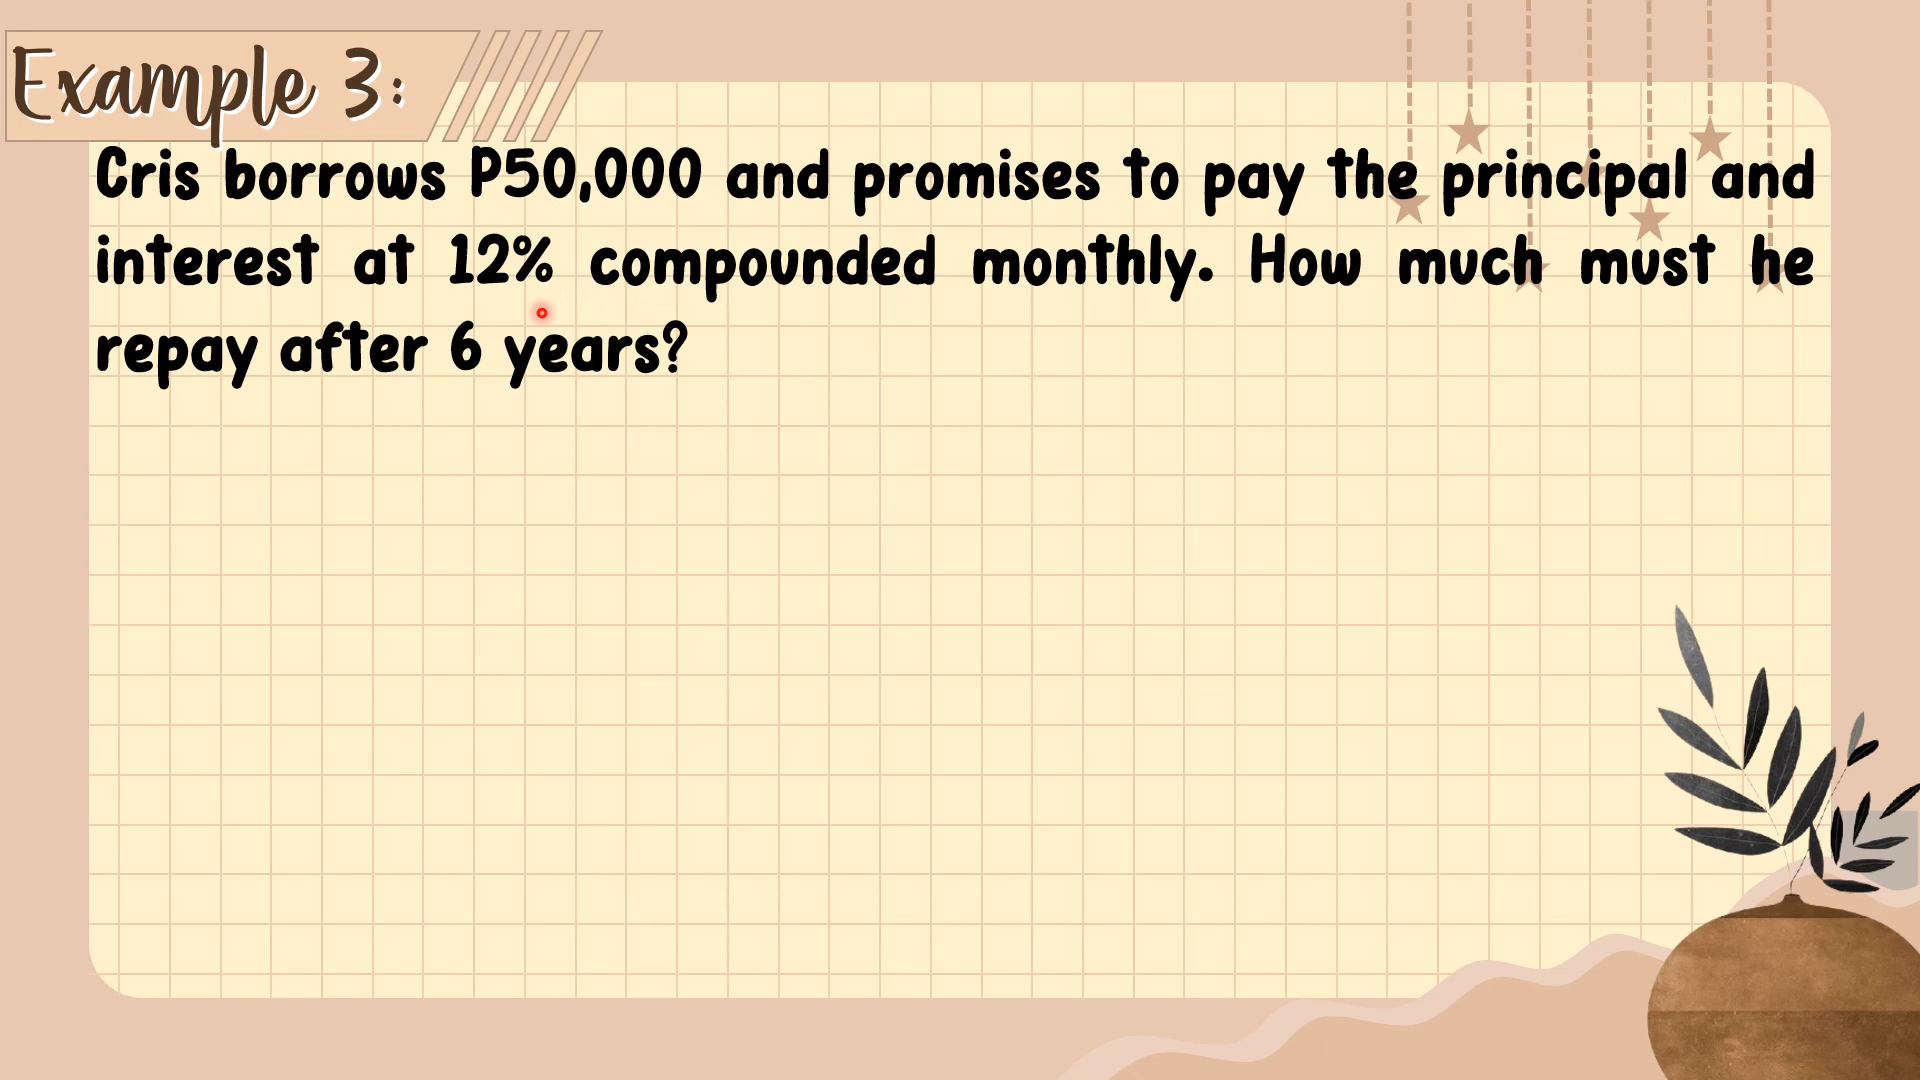 Example 3:
Cris borrows P50,000 and promises to pay the principal and
interest at 12% compounded monthly. How much must he
repay after 6 years?